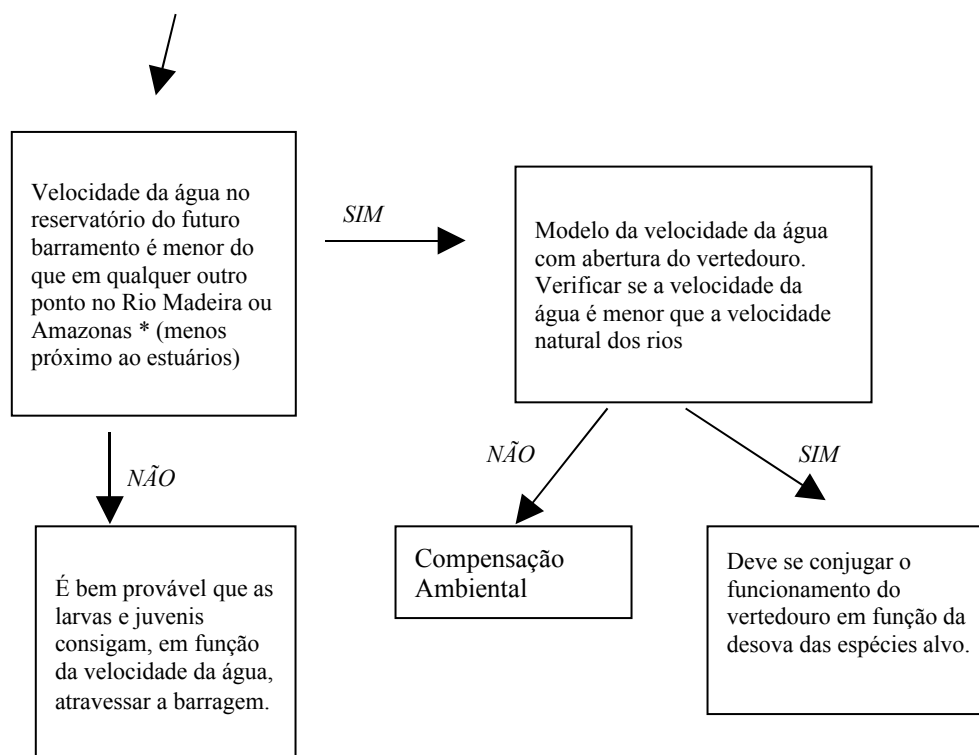 Velocidade da água no
reservatório do futuro
barramento é menor do
que em qualquer outro
ponto no Rio Madeira ou
Amazonas * (menos
próximo ao estuários)
SIM
Modelo da velocidade da água
com abertura do vertedouro.
Verificar se a velocidade da
água é menor que a velocidade
natural dos rios
NÃO
NÃO
SIM
É bem provável que as
larvas e juvenis
consigam, em função
da velocidade da água,
atravessar a barragem.
Compensação
Ambiental
Deve se conjugar o
funcionamento do
vertedouro em função da
desova das espécies alvo.